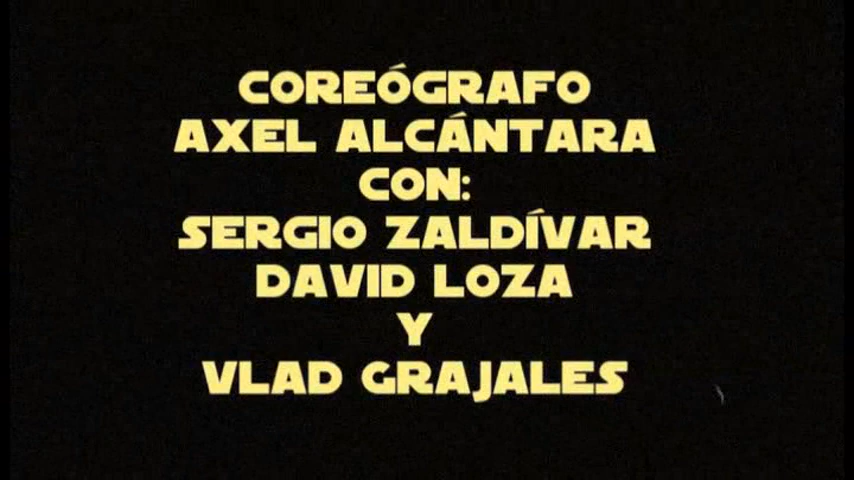 COREÓGRAFO
AXEL ALCÁNTARA
CON:
SERGIO ZALDÍVAR
DAVID LOZA
Y
VLAD GRAJALES